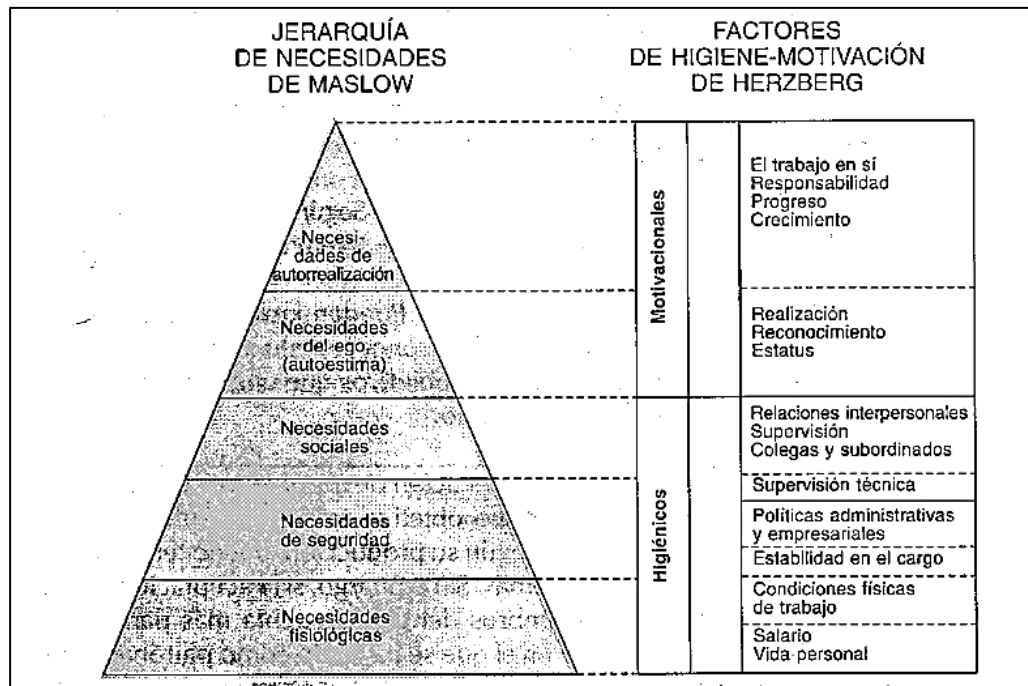 JERARQUÍA
DE NECESIDADES
DE MASLOW
FACTORES
DE HIGIENE-MOTIVACIÓN
DE HERZBERG
Necesi-
dades de
autorrealización
Necesidades
del ego
(autoestima)
Necesidades
sociales
Necesidades
de seguridad
Necesidades
fisiológicas
Motivacionales
Higiénicos
El trabajo en sí
Responsabilidad
Progreso
Crecimiento
Realización
Reconocimiento
Estatus
Relaciones interpersonales
Supervisión
Colegas y subordinados
Supervisión técnica
Políticas administrativas
y empresariales
Estabilidad en el cargo
Condiciones físicas
de trabajo
Salario
Vida personal